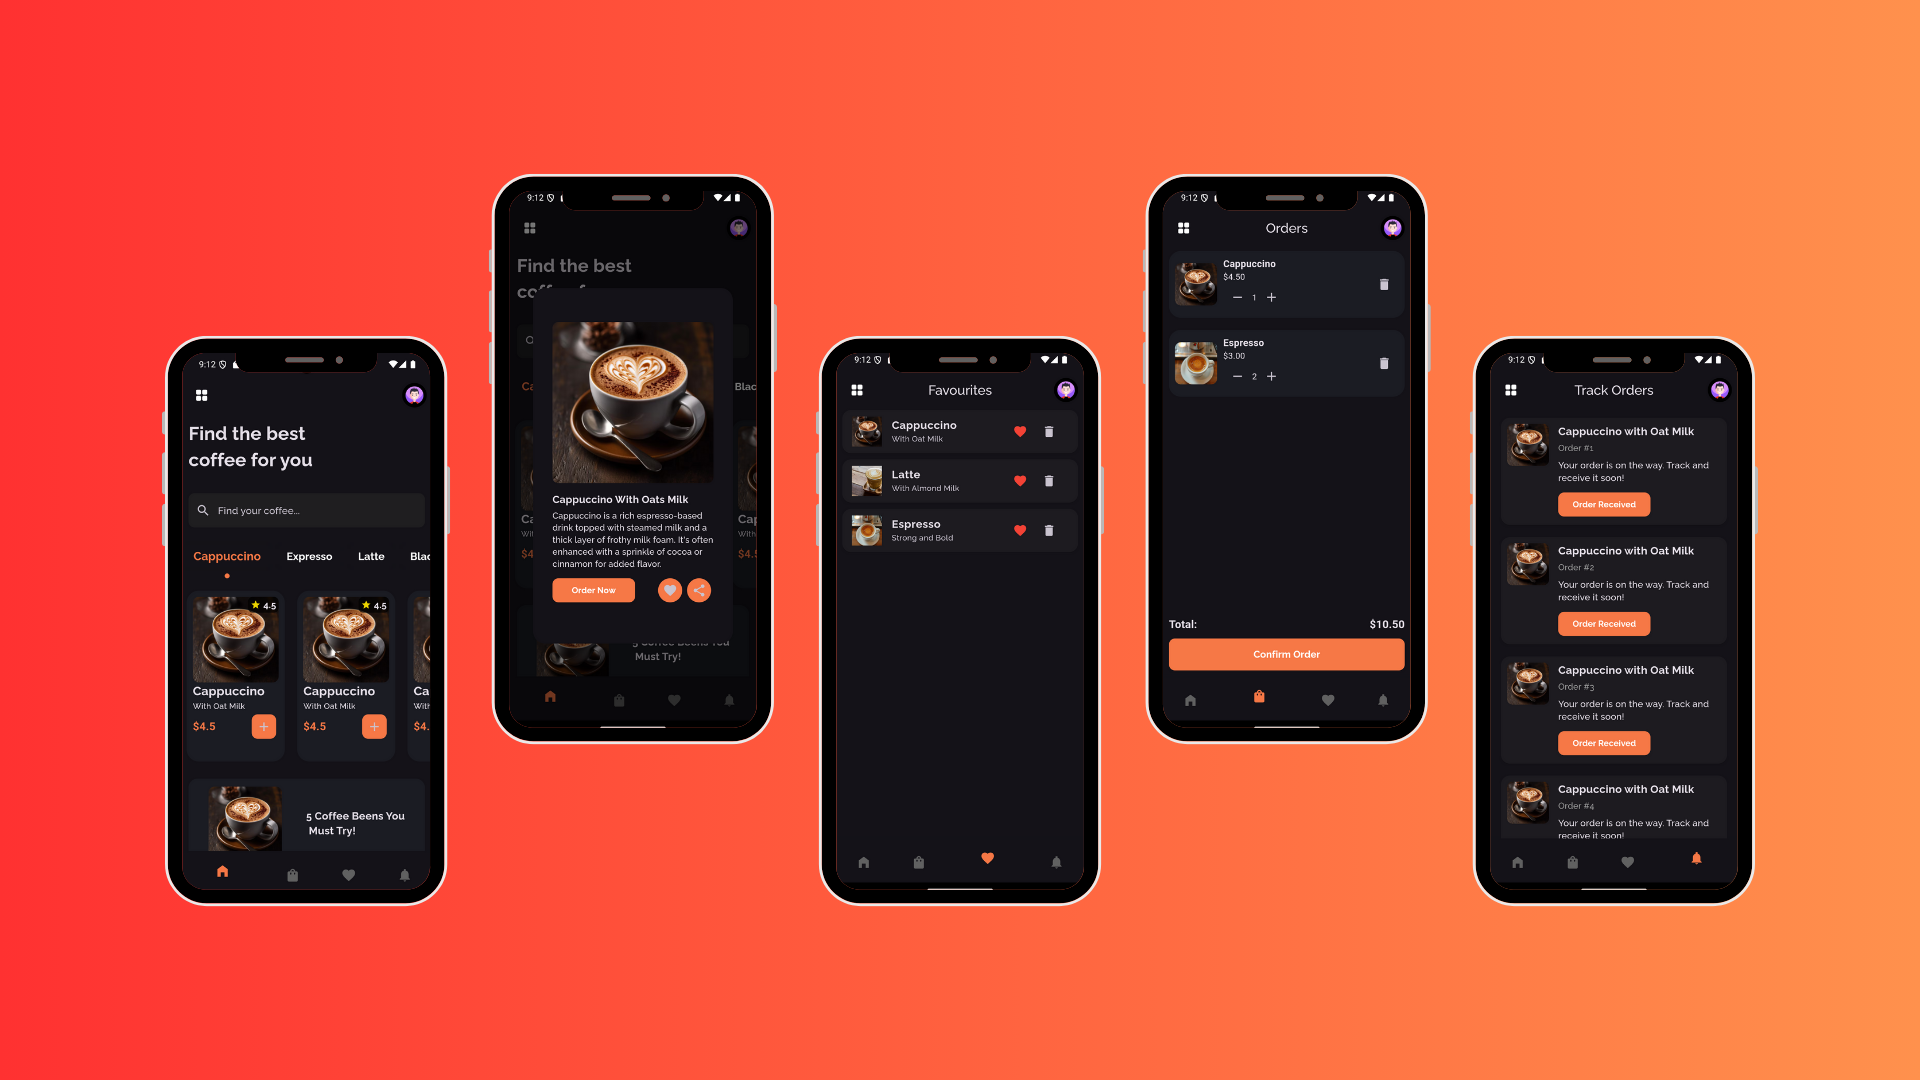 9:12
Find the best
coffee for you
Find your coffee...
Cappuccino Expresso Latte Blac
4.5 4.5
Cappuccino Cappuccino Ca
With Oat Milk With Oat Milk With
$4.5 $4.5 $4.
5 Coffee Beens You
Must Try!
9:12
Find the best
coffee f
Ca Blac
Cappuccino With Oats Milk
Cappuccino is a rich espresso-based
drink topped with steamed milk and a
thick layer of frothy milk foam. It's often
enhanced with a sprinkle of cocoa or
cinnamon for added flavor.
Order Now
Ca Cap
Wi With
$4 $4.5
5 Coffee Beens You
Must Try!
9:12
Favourites
Cappuccino
With Oat Milk
Latte
With Almond Milk
Espresso
Strong and Bold
9:12
Orders
Cappuccino
$4.50
1
Espresso
$3.00
2
Total: $10.50
Confirm Order
9:12
Track Orders
Cappuccino with Oat Milk
Order #1
Your order is on the way. Track and
receive it soon!
Order Received
Cappuccino with Oat Milk
Order #2
Your order is on the way. Track and
receive it soon!
Order Received
Cappuccino with Oat Milk
Order #3
Your order is on the way. Track and
receive it soon!
Order Received
Cappuccino with Oat Milk
Order #4
Your order is on the way. Track and
receive it soon!